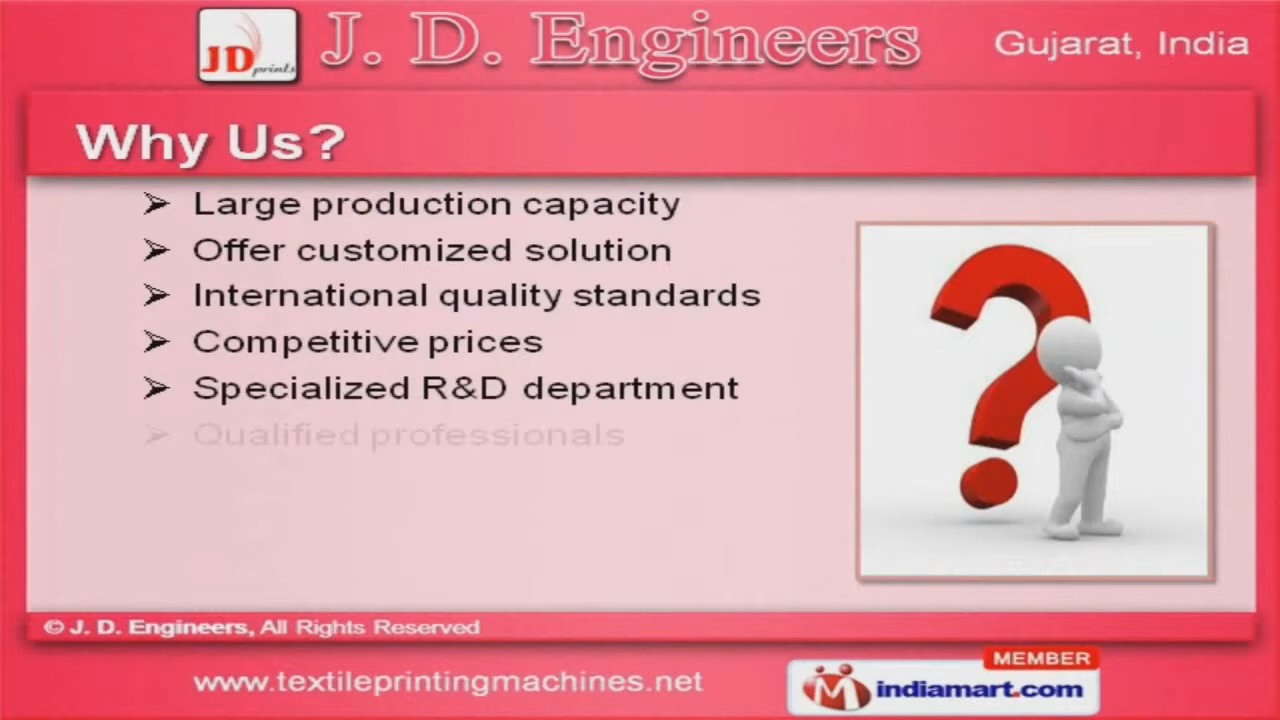 JD prints
J. D. Engineers
Gujarat, India
Why Us?
➢ Large production capacity
➢ Offer customized solution
➢ International quality standards
➢ Competitive prices
➢ Specialized R&D department
➢ Qualified professionals
© J. D. Engineers, All Rights Reserved
www.textileprintingmachines.net
MEMBER
indiamart.com